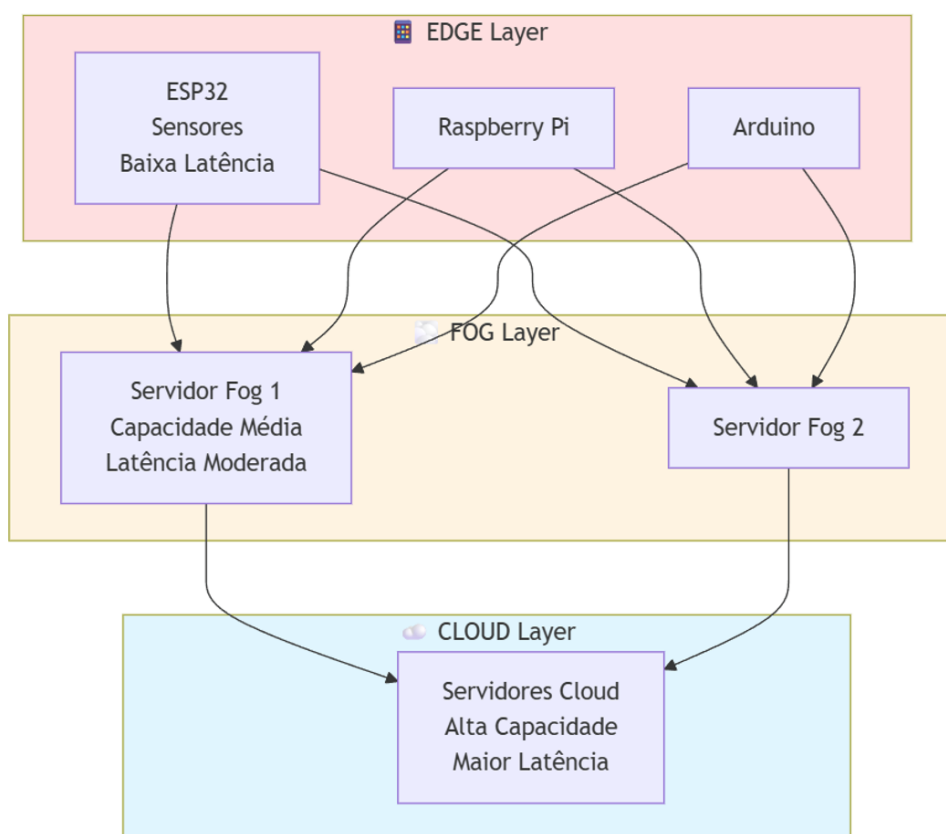 EDGE Layer
ESP32
Sensores
Baixa Latência
Raspberry Pi
Arduino
FOG Layer
Servidor Fog 1
Capacidade Média
Latência Moderada
Servidor Fog 2
CLOUD Layer
Servidores Cloud
Alta Capacidade
Maior Latência